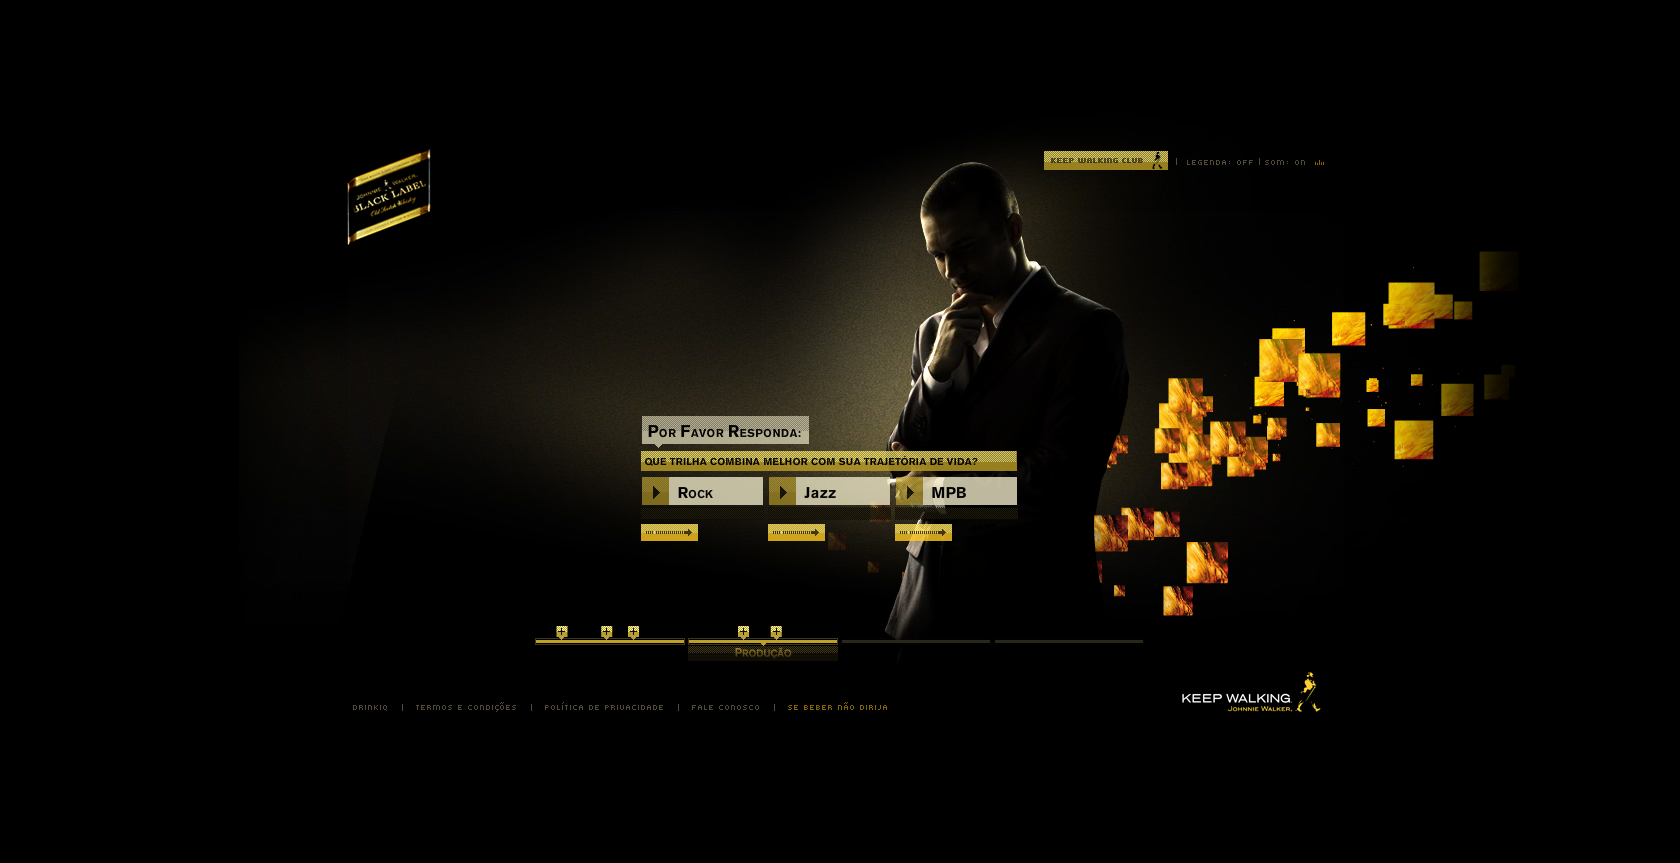 KEEP WALKING CLUB | LEGENDA: OFF | SOM: ON
JOHNNIE WALKER.
BLACK LABEL
Old Scotch Whisky
POR FAVOR RESPONDA:
QUE TRILHA COMBINA MELHOR COM SUA TRAJETÓRIA DE VIDA?
ROCK Jazz MPB
PRODUÇÃO
DRINKIQ | TERMOS E CONDIÇÕES | POLÍTICA DE PRIVACIDADE | FALE CONOSCO | SE BEBER NÃO DIRIJA
KEEP WALKING.
JOHNNIE WALKER.